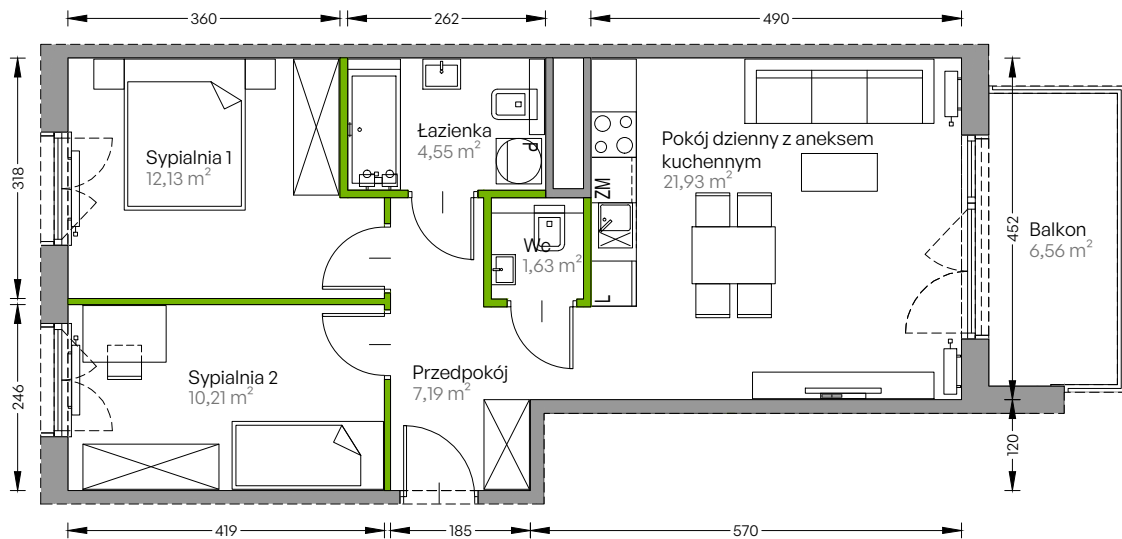 360
262
490
318
246
Sypialnia 1
12,13 m²
Łazienka
4,55 m²
P
Pokój dzienny z aneksem
kuchennym
21,93 m²
ZM
Wc
1,63 m²
L
452
Balkon
6,56 m²
Sypialnia 2
10,21 m²
Przedpokój
7,19 m²
120
419
185
570